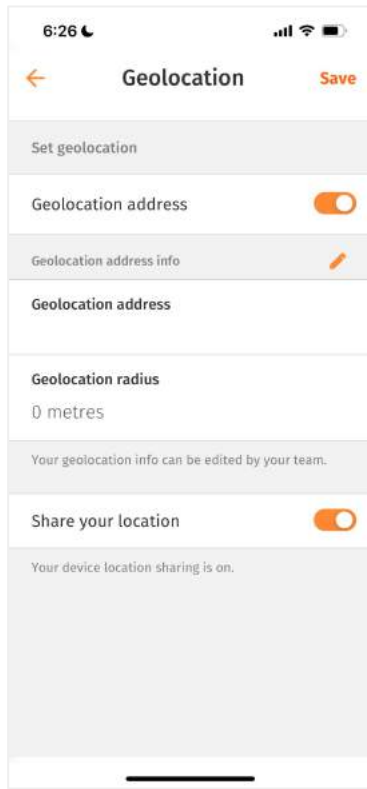 6:26
Geolocation
Save
Set geolocation
Geolocation address
Geolocation address info
Geolocation address
Geolocation radius
0 metres
Your geolocation info can be edited by your team.
Share your location
Your device location sharing is on.